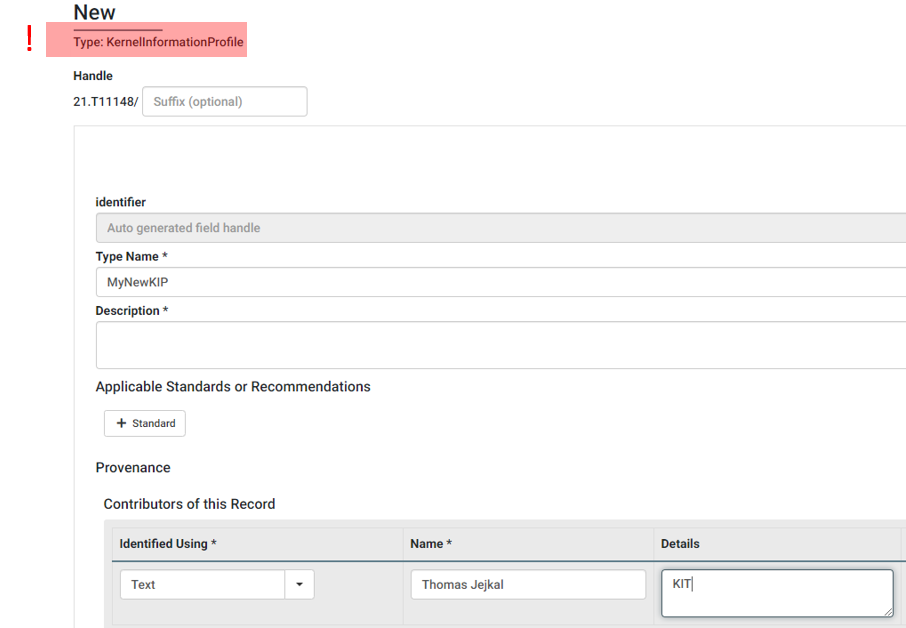 New
! Type: KernelInformationProfile
Handle
21.T11148/ Suffix (optional)
identifier
Auto generated field handle
Type Name *
MyNewKIP
Description *
Applicable Standards or Recommendations
+ Standard
Provenance
Contributors of this Record
Identified Using * Name * Details
Text Thomas Jejkal KIT